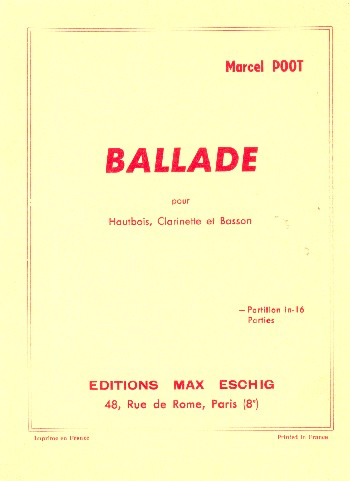 Marcel POOT
BALLADE
pour
Hautbois, Clarinette et Basson
—Partition in-16
Parties
EDITIONS MAX ESCHIG
48, Rue de Rome, Paris (8e)
Imprimé en France
Printed in France